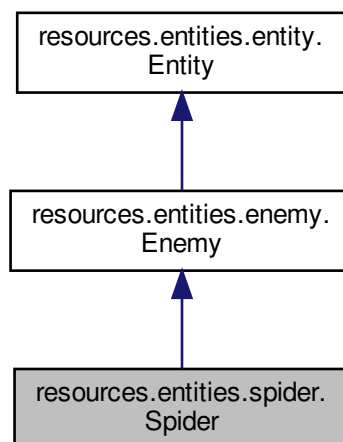 resources.entities.entity.
Entity
resources.entities.enemy.
Enemy
resources.entities.spider.
Spider